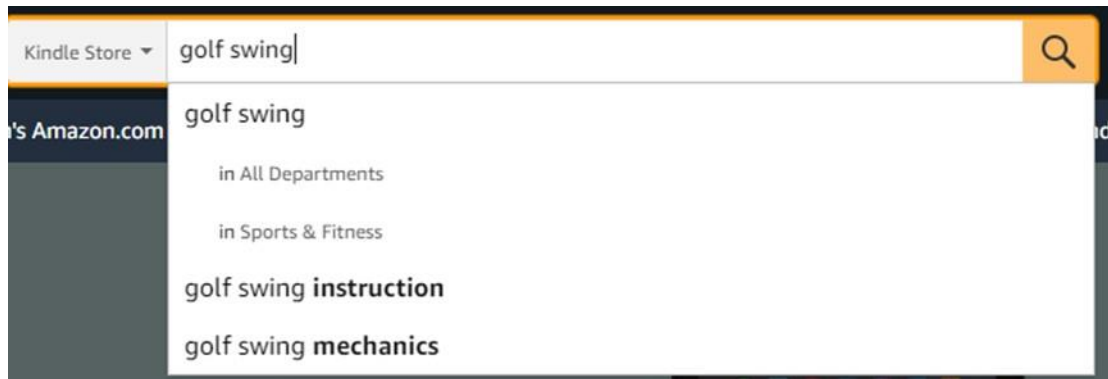 Kindle Store golf swing
golf swing
's Amazon.com
in All Departments
in Sports & Fitness
golf swing instruction
golf swing mechanics